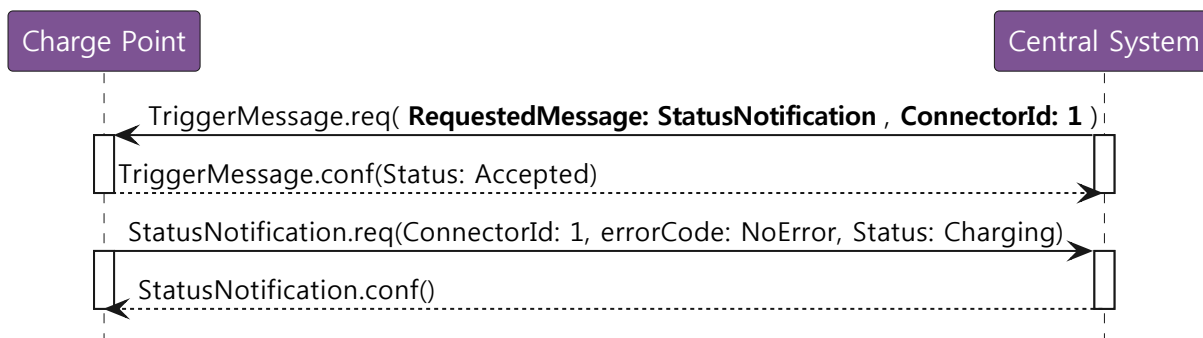 Charge Point
Central System
TriggerMessage.req( RequestedMessage: StatusNotification , ConnectorId: 1 )
TriggerMessage.conf(Status: Accepted)
StatusNotification.req(ConnectorId: 1, errorCode: NoError, Status: Charging)
StatusNotification.conf()